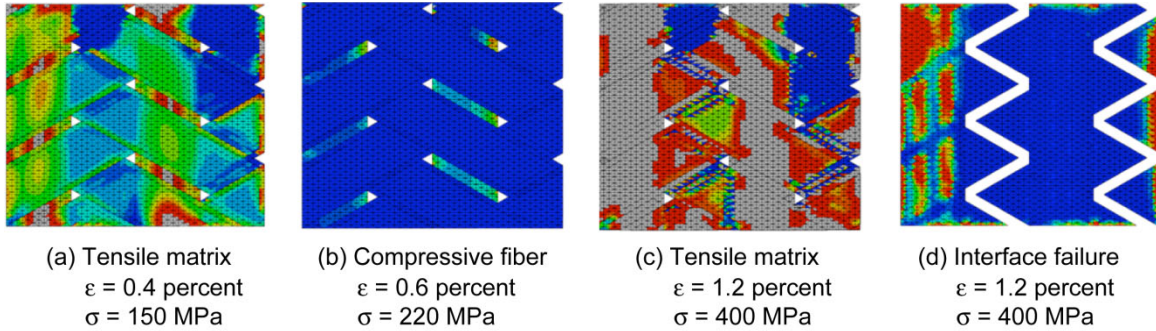 (a) Tensile matrix
ε = 0.4 percent
σ = 150 MPa
(b) Compressive fiber
ε = 0.6 percent
σ = 220 MPa
(c) Tensile matrix
ε = 1.2 percent
σ = 400 MPa
(d) Interface failure
ε = 1.2 percent
σ = 400 MPa